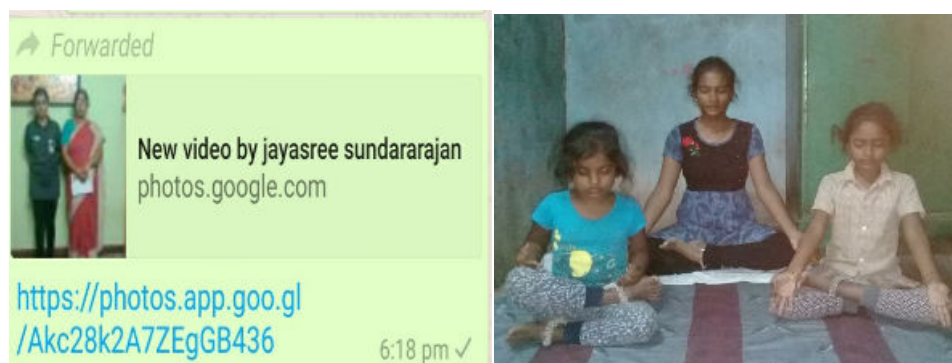 Forwarded
New video by jayasree sundararajan
photos.google.com
https://photos.app.goo.gl
/Akc28k2A7ZEgGB436
6:18 pm